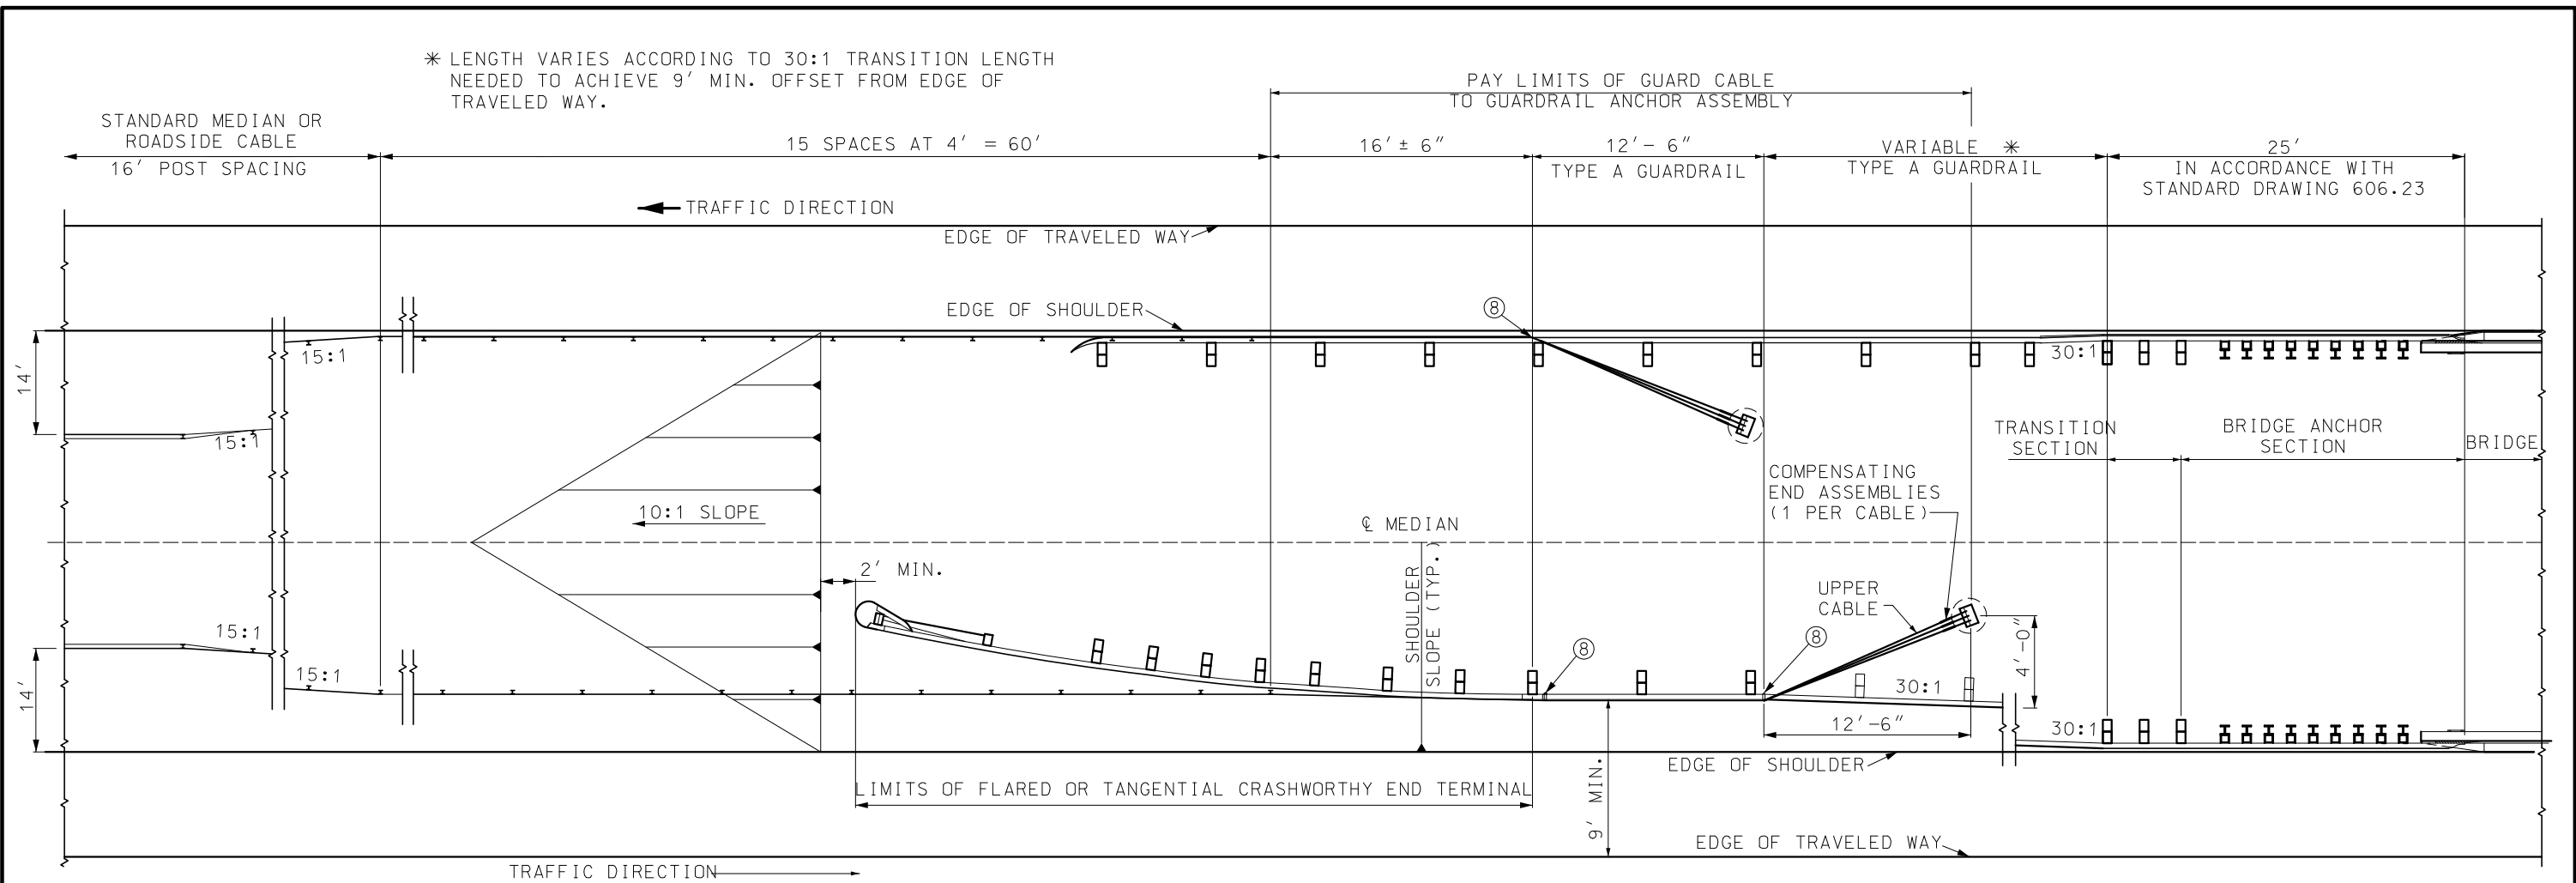 * LENGTH VARIES ACCORDING TO 30:1 TRANSITION LENGTH
NEEDED TO ACHIEVE 9' MIN. OFFSET FROM EDGE OF
TRAVELED WAY.
PAY LIMITS OF GUARD CABLE
TO GUARDRAIL ANCHOR ASSEMBLY
STANDARD MEDIAN OR
ROADSIDE CABLE
16' POST SPACING
15 SPACES AT 4' = 60'
16'± 6"
12'- 6"
TYPE A GUARDRAIL
VARIABLE *
TYPE A GUARDRAIL
25'
IN ACCORDANCE WITH
STANDARD DRAWING 606.23
TRAFFIC DIRECTION
EDGE OF TRAVELED WAY
EDGE OF SHOULDER
8
15:1
30:1
14'
15:1
TRANSITION
SECTION
BRIDGE ANCHOR
SECTION
BRIDGE
COMPENSATING
END ASSEMBLIES
(1 PER CABLE)
10:1 SLOPE
℄ MEDIAN
2' MIN.
SHOULDER
SLOPE (TYP.)
UPPER
CABLE
15:1
8
8
4'-0"
15:1
30:1
14'
12'-6"
30:1
EDGE OF SHOULDER
LIMITS OF FLARED OR TANGENTIAL CRASHWORTHY END TERMINAL
9' MIN.
EDGE OF TRAVELED WAY
TRAFFIC DIRECTION